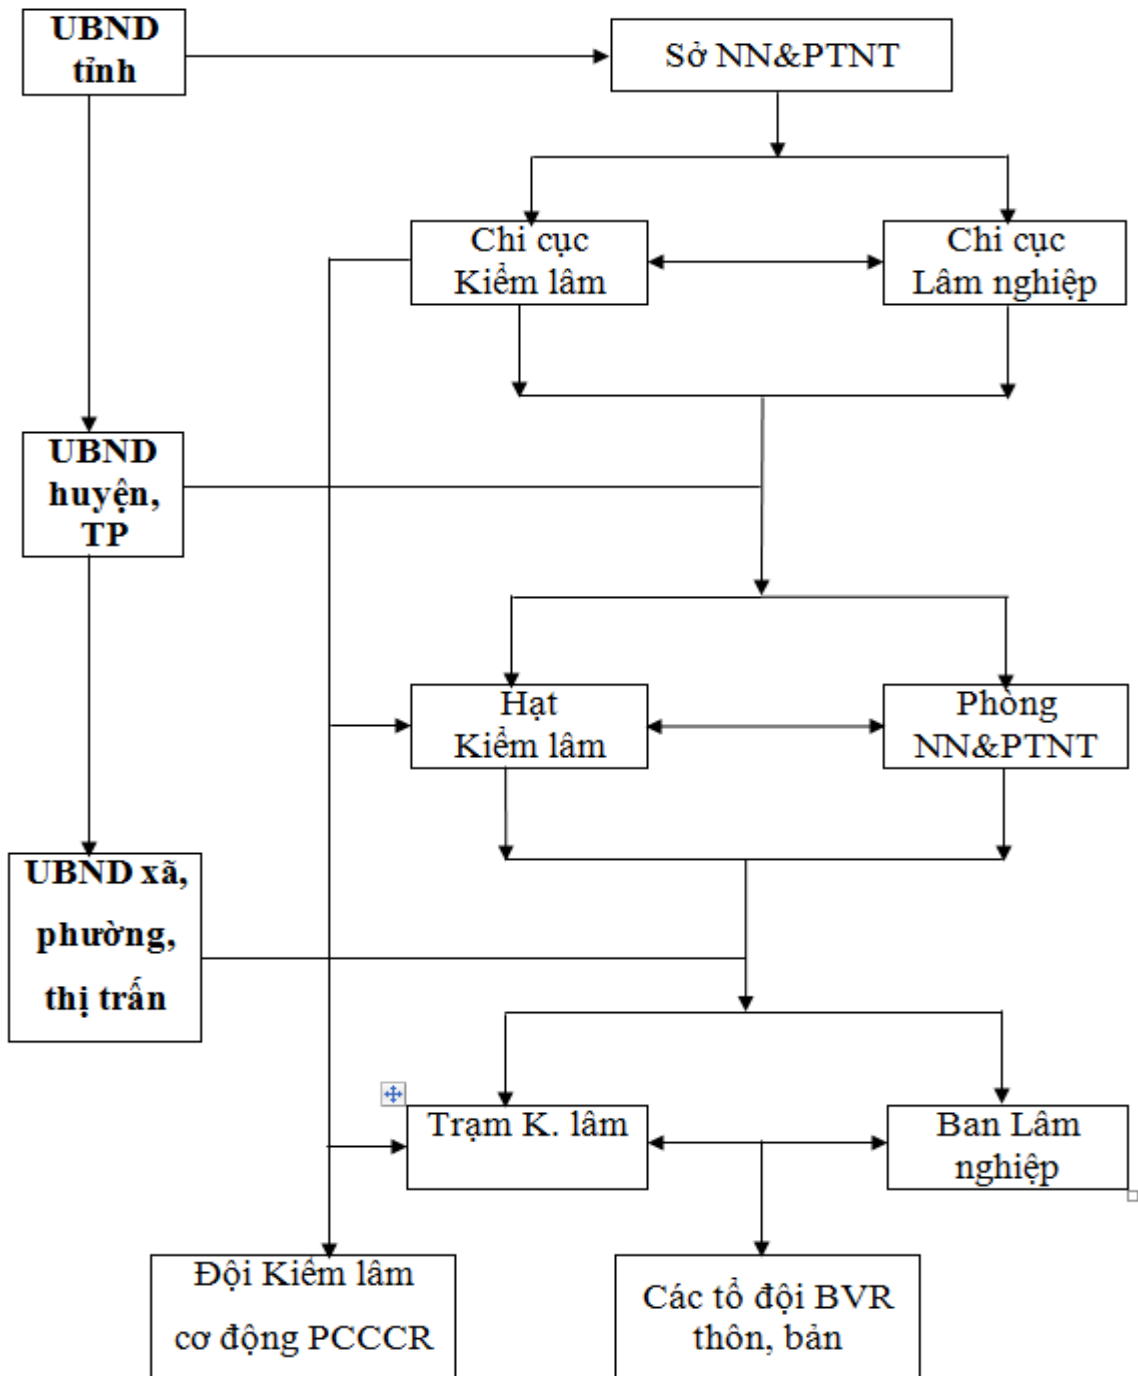 UBND
tỉnh
Sở NN&PTNT
Chi cục
Kiểm lâm
Chi cục
Lâm nghiệp
UBND
huyện,
TP
Hạt
Kiểm lâm
Phòng
NN&PTNT
UBND xã,
phường,
thị trấn
Trạm K. lâm
Ban Lâm
nghiệp
Đội Kiểm lâm
cơ động PCCCR
Các tổ đội BVR
thôn, bản